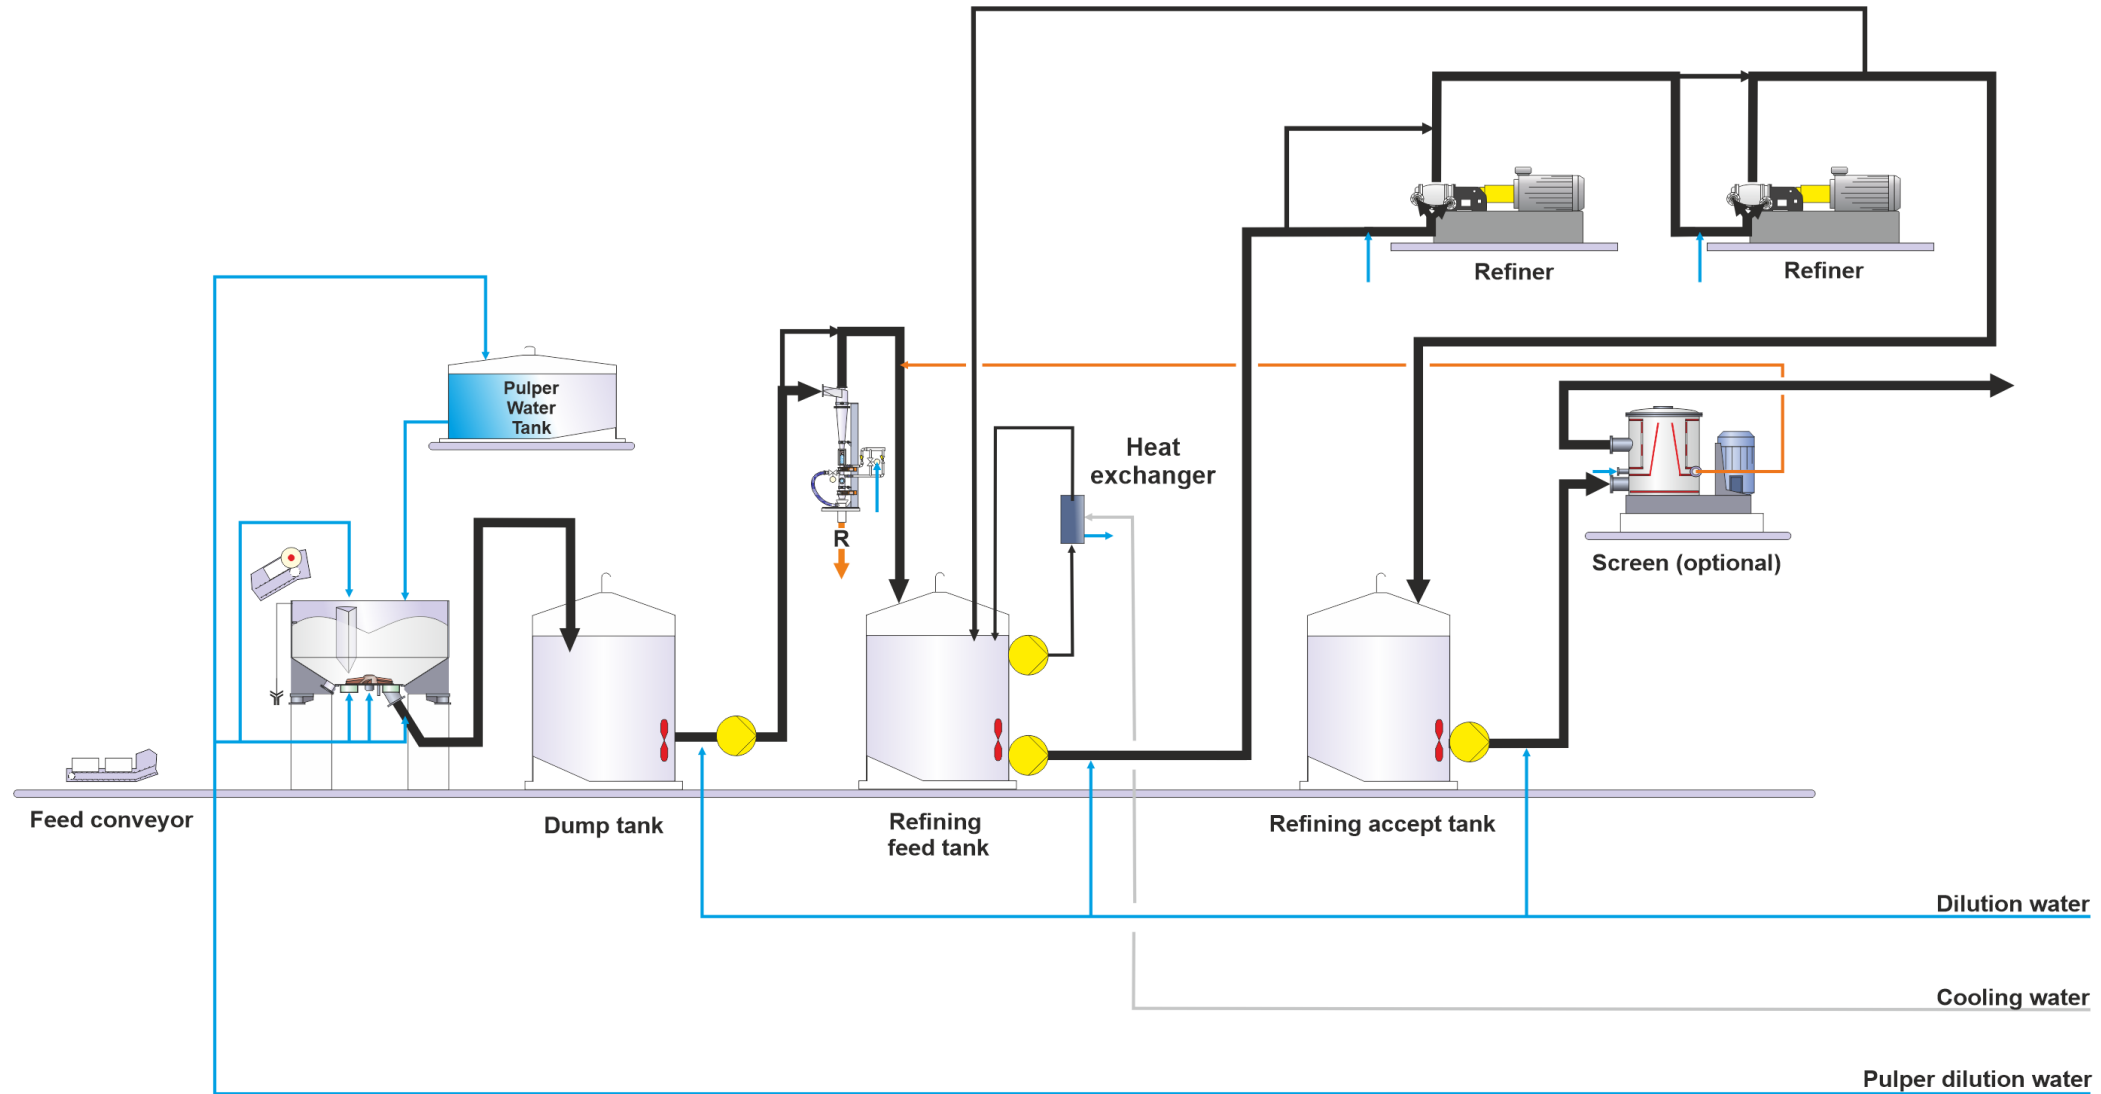 Refiner
Refiner
Pulper
Water
Tank
Heat
exchanger
R
Screen (optional)
Feed conveyor
Dump tank
Refining
feed tank
Refining accept tank
Dilution water
Cooling water
Pulper dilution water